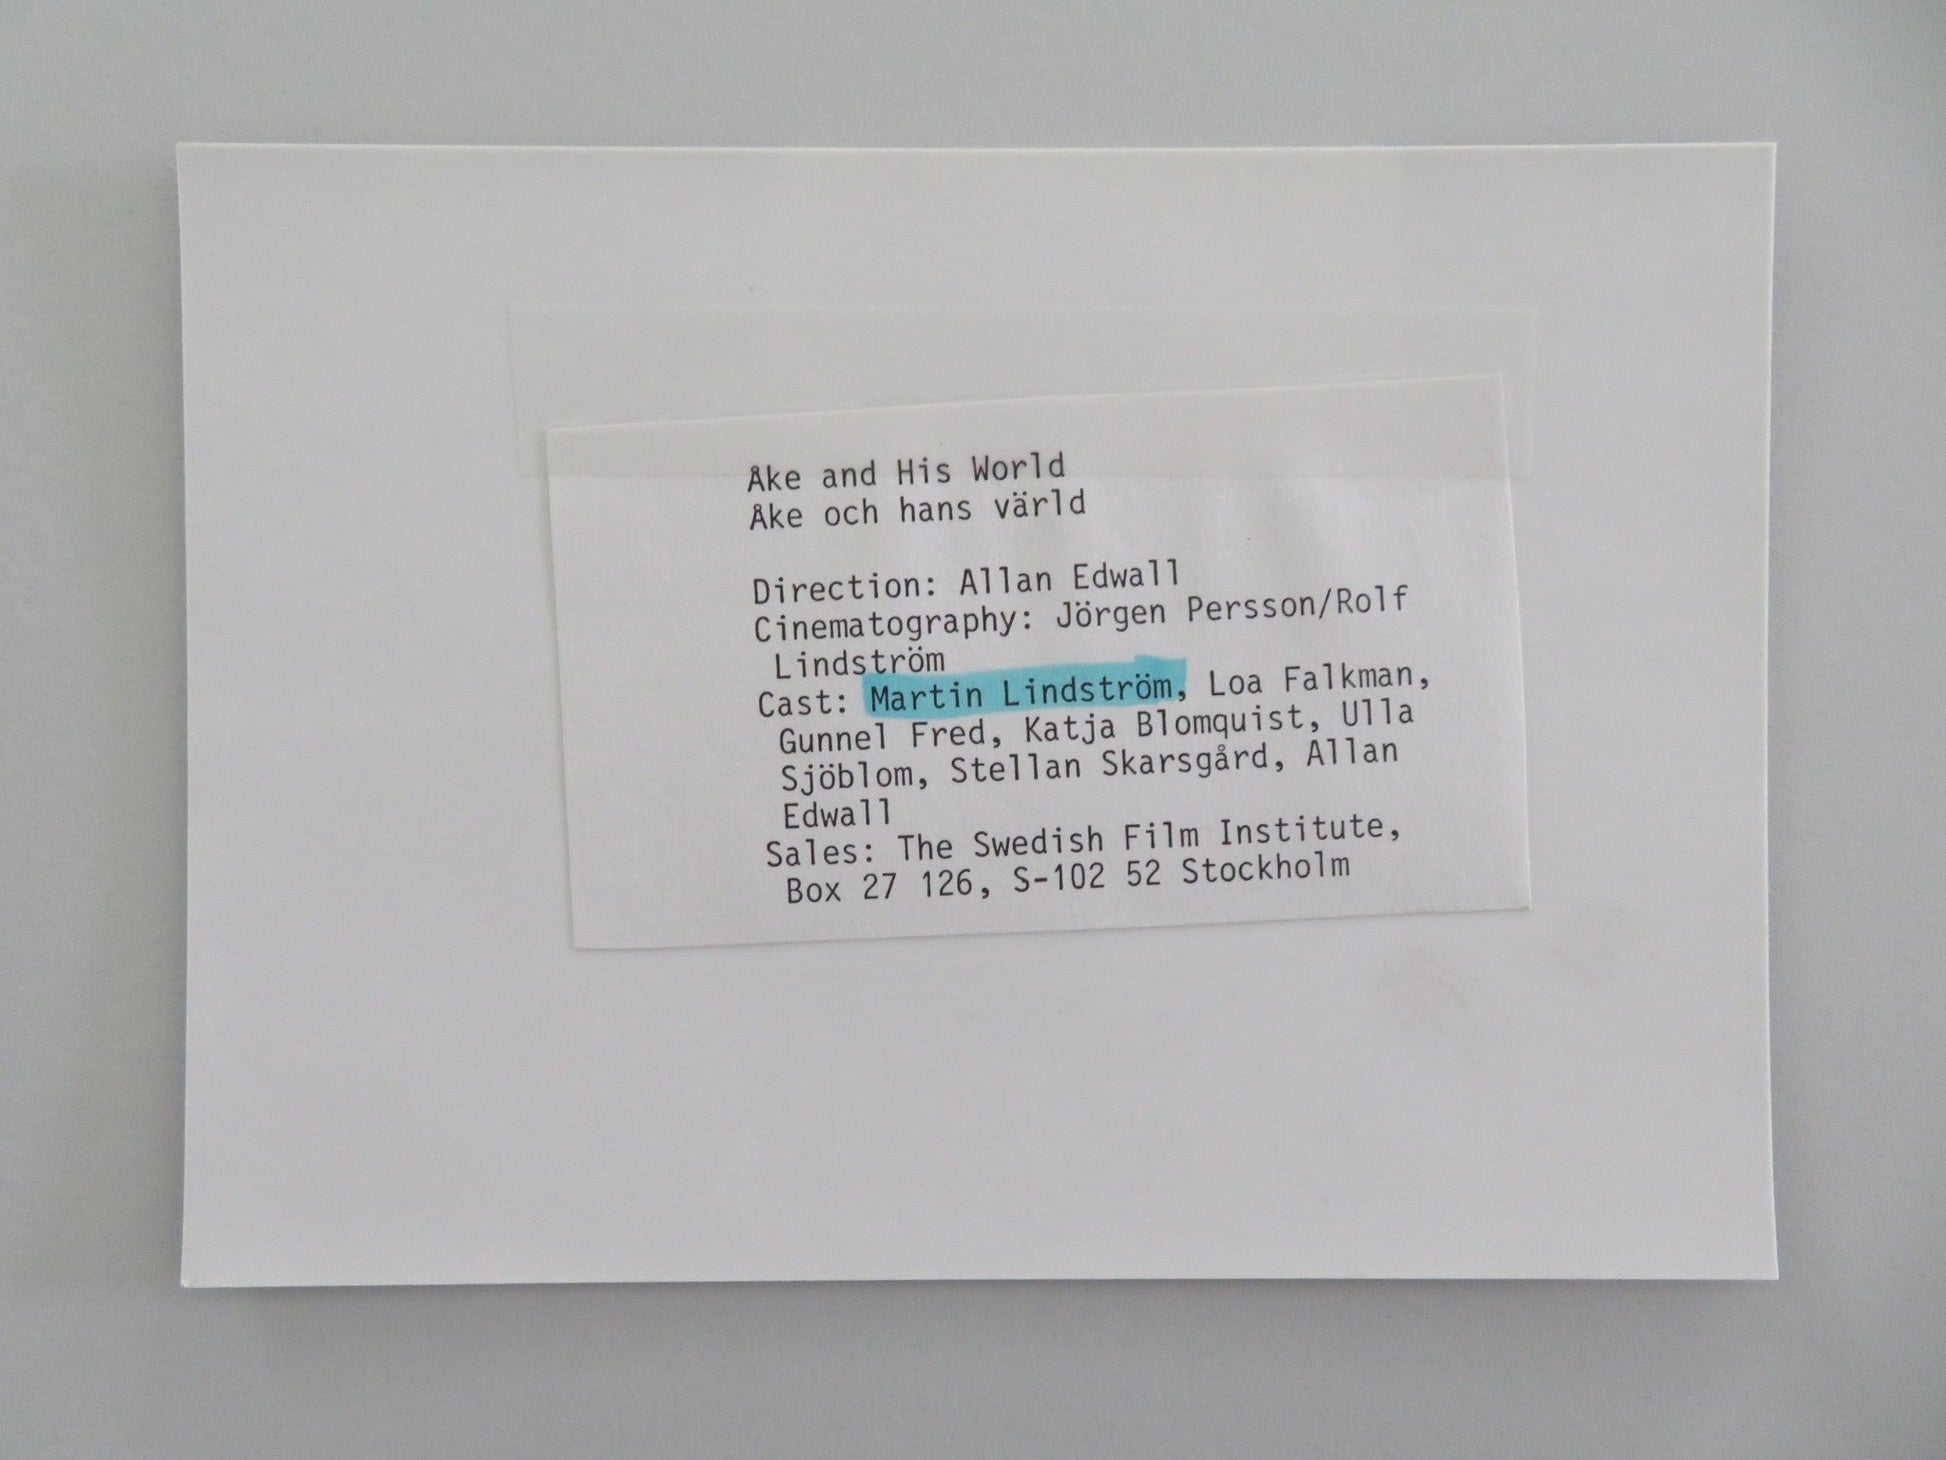 Åke and His World
Åke och hans värld
Direction: Allan Edwall
Cinematography: Jörgen Persson/Rolf
Lindström
Cast: Martin Lindström, Loa Falkman,
Gunnel Fred, Katja Blomquist, Ulla
Sjöblom, Stellan Skarsgård, Allan
Edwall
Sales: The Swedish Film Institute,
Box 27 126, S-102 52 Stockholm